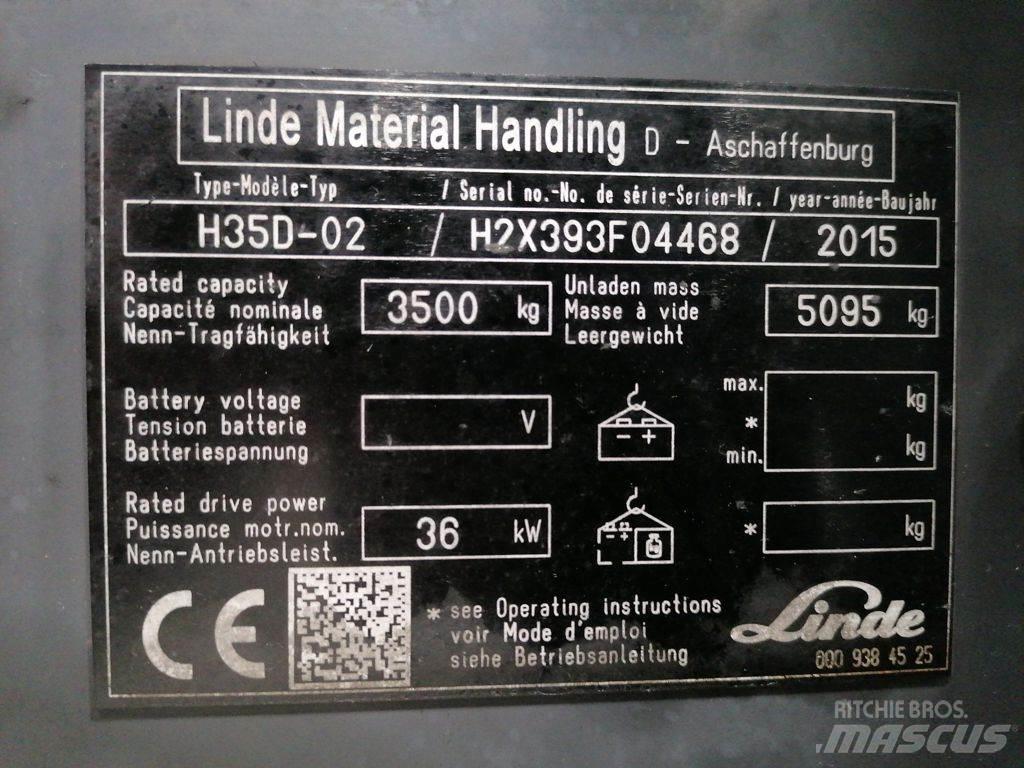 Linde Material Handling D - Aschaffenburg
Type-Modèle-Typ / Serial no.-No. de série-Serien-Nr. / year-année-Baujahr
H35D-02 / H2X393F04468 / 2015
Rated capacity
Capacité nominale
Nenn-Tragfähigkeit
3500 kg
Unladen mass
Masse à vide
Leergewicht
5095 kg
Battery voltage
Tension batterie
Batteriespannung
V
- +
max.
*
min.
kg
kg
Rated drive power
Puissance motr.nom.
Nenn-Antriebsleist.
36 kW
- +
kg
* kg
CE
* see Operating instructions
voir Mode d'emploi
siehe Betriebsanleitung
Linde
000 938 45 25
RITCHIE BROS.
MASCUS